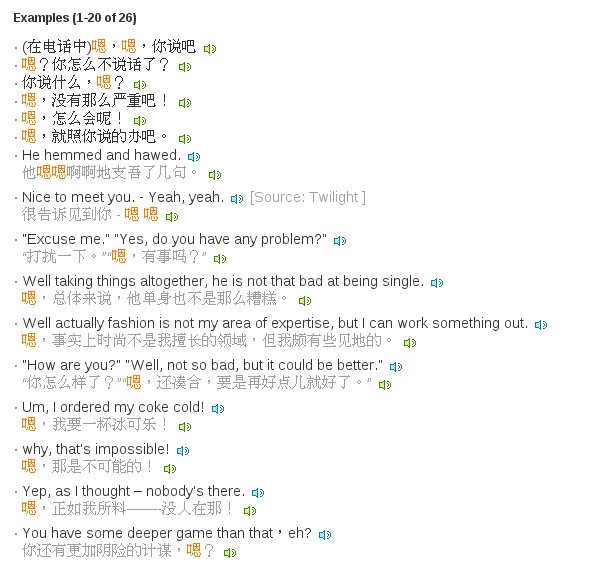 Examples (1-20 of 26)
· (在电话中)嗯，嗯，你说吧
· 嗯？你怎么不说话了？
· 你说什么，嗯？
· 嗯，没有那么严重吧！
· 嗯，怎么会呢！
· 嗯，就照你说的办吧。
· He hemmed and hawed.
他嗯嗯啊啊地支吾了几句。
· Nice to meet you. - Yeah, yeah. [Source: Twilight ]
很告诉见到你 - 嗯 嗯
· "Excuse me." "Yes, do you have any problem?"
“打扰一下。”“嗯，有事吗？”
· Well taking things altogether, he is not that bad at being single.
嗯，总体来说，他单身也不是那么糟糕。
· Well actually fashion is not my area of expertise, but I can work something out.
嗯，事实上时尚不是我擅长的领域，但我颇有些见地的。
· "How are you?" "Well, not so bad, but it could be better."
“你怎么样了？”“嗯，还凑合，要是再好点儿就好了。”
· Um, I ordered my coke cold!
嗯，我要一杯冰可乐！
· why, that's impossible!
嗯，那是不可能的！
· Yep, as I thought – nobody's there.
嗯，正如我所料——–没人在那！
· You have some deeper game than that，eh?
你还有更加阴险的计谋，嗯？